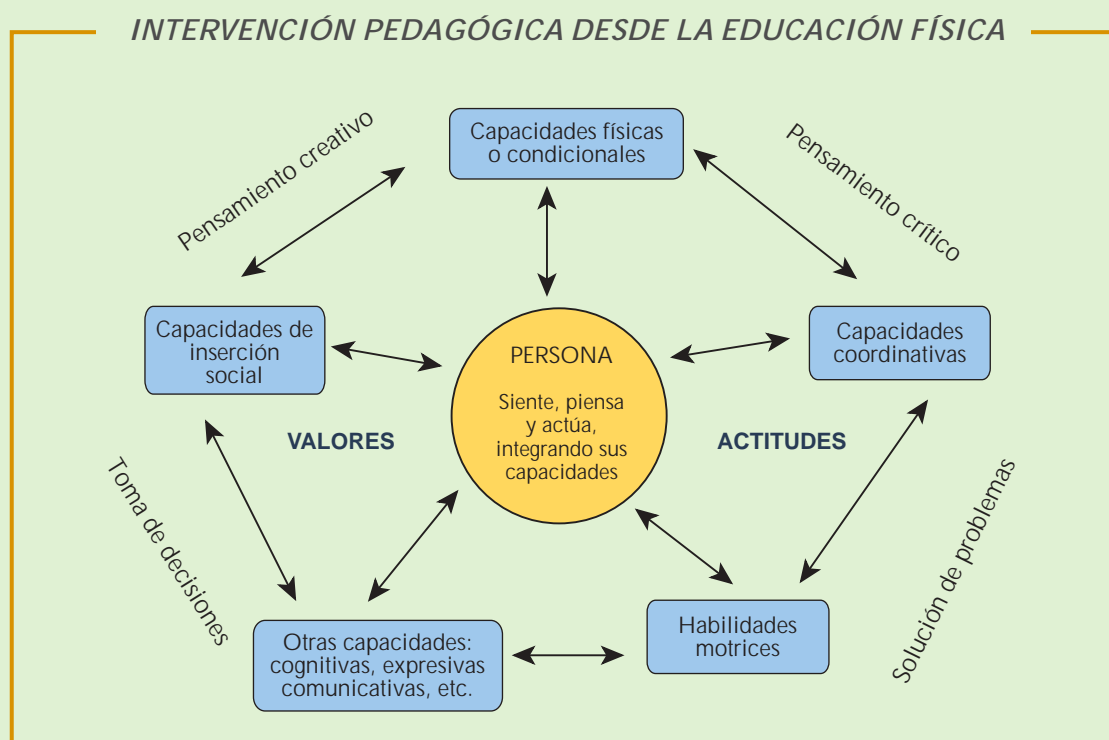 INTERVENCIÓN PEDAGÓGICA DESDE LA EDUCACIÓN FÍSICA
Capacidades físicas
o condicionales
Pensamiento creativo
Pensamiento crítico
Capacidades de
inserción
social
PERSONA
Siente, piensa
y actúa,
integrando sus
capacidades
Capacidades
coordinativas
VALORES
ACTITUDES
Toma de decisiones
Solución de problemas
Otras capacidades:
cognitivas, expresivas
comunicativas, etc.
Habilidades
motrices